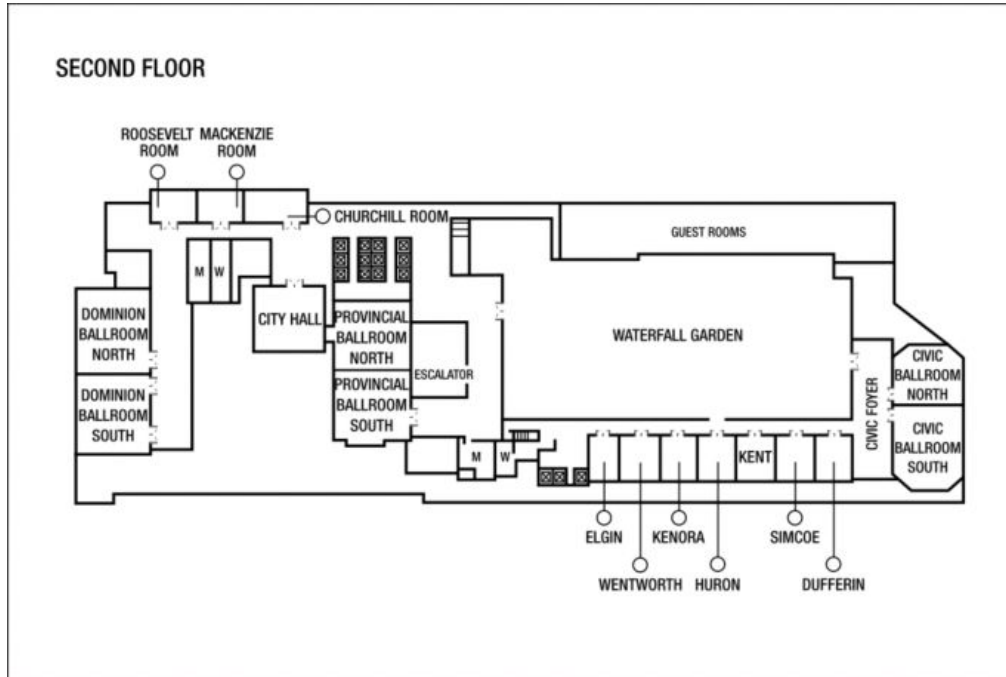 SECOND FLOOR
ROOSEVELT
ROOM
MACKENZIE
ROOM
CHURCHILL ROOM
GUEST ROOMS
M
W
DOMINION
BALLROOM
NORTH
CITY HALL
PROVINCIAL
BALLROOM
NORTH
WATERFALL GARDEN
ESCALATOR
CIVIC
BALLROOM
NORTH
DOMINION
BALLROOM
SOUTH
PROVINCIAL
BALLROOM
SOUTH
CIVIC FOYER
CIVIC
BALLROOM
SOUTH
M
W
KENT
ELGIN
KENORA
SIMCOE
WENTWORTH
HURON
DUFFERIN